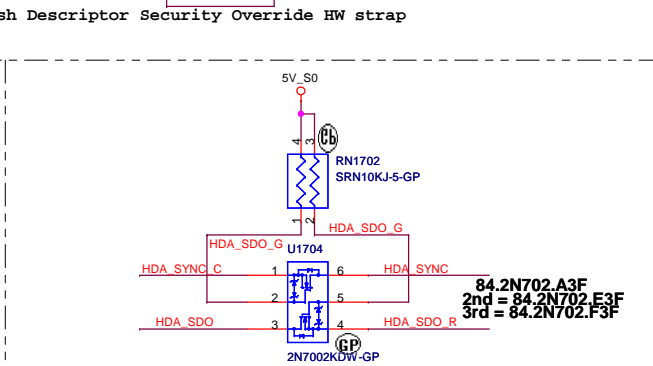 sh Descriptor Security Override HW strap
5V_S0
4 3 Cb
RN1702
SRN10KJ-5-GP
1 2
HDA_SDO_G
HDA_SDO_G
U1704
HDA_SYNC_C 1 6 HDA_SYNC
84.2N702.A3F
2 5 2nd = 84.2N702.E3F
3rd = 84.2N702.F3F
HDA_SDO 3 4 HDA_SDO_R
GP
2N7002KDW-GP